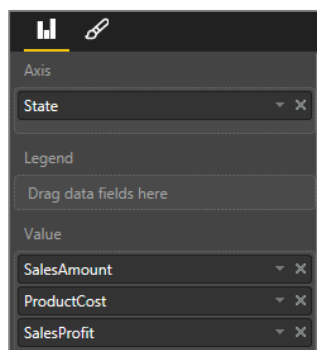 Axis
State
Legend
Drag data fields here
Value
SalesAmount
ProductCost
SalesProfit